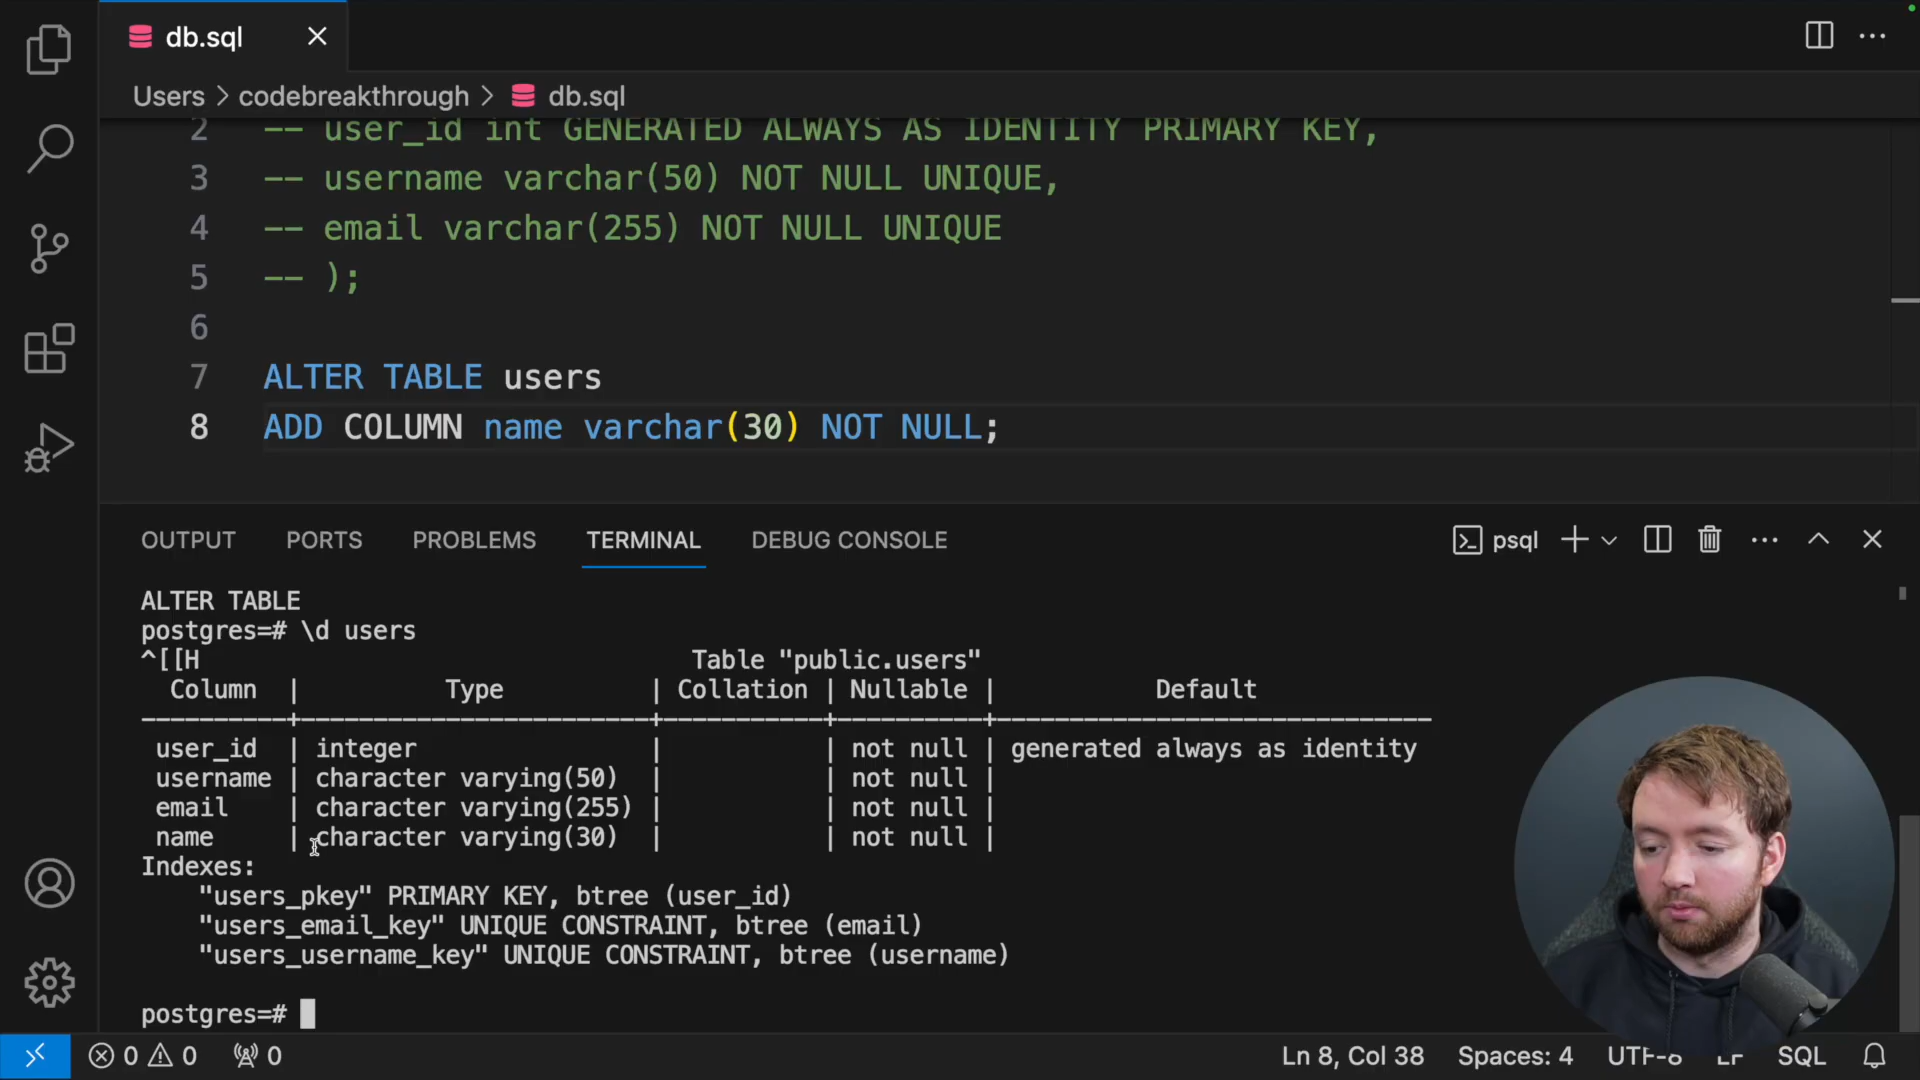 db.sql
Users > codebreakthrough > db.sql
2 -- user_id int GENERATED ALWAYS AS IDENTITY PRIMARY KEY,
3 -- username varchar(50) NOT NULL UNIQUE,
4 -- email varchar(255) NOT NULL UNIQUE
5 -- );
6
7 ALTER TABLE users
8 ADD COLUMN name varchar(30) NOT NULL;
OUTPUT PORTS PROBLEMS TERMINAL DEBUG CONSOLE psql
ALTER TABLE
postgres=# \d users
^[[H Table "public.users"
Column | Type | Collation | Nullable | Default
----------+------------------------+-----------+----------+------------------------------
user_id | integer | | not null | generated always as identity
username | character varying(50) | | not null |
email | character varying(255) | | not null |
name | character varying(30) | | not null |
Indexes:
"users_pkey" PRIMARY KEY, btree (user_id)
"users_email_key" UNIQUE CONSTRAINT, btree (email)
"users_username_key" UNIQUE CONSTRAINT, btree (username)
postgres=#
0 0 0 Ln 8, Col 38 Spaces: 4 UTF-8 LF SQL